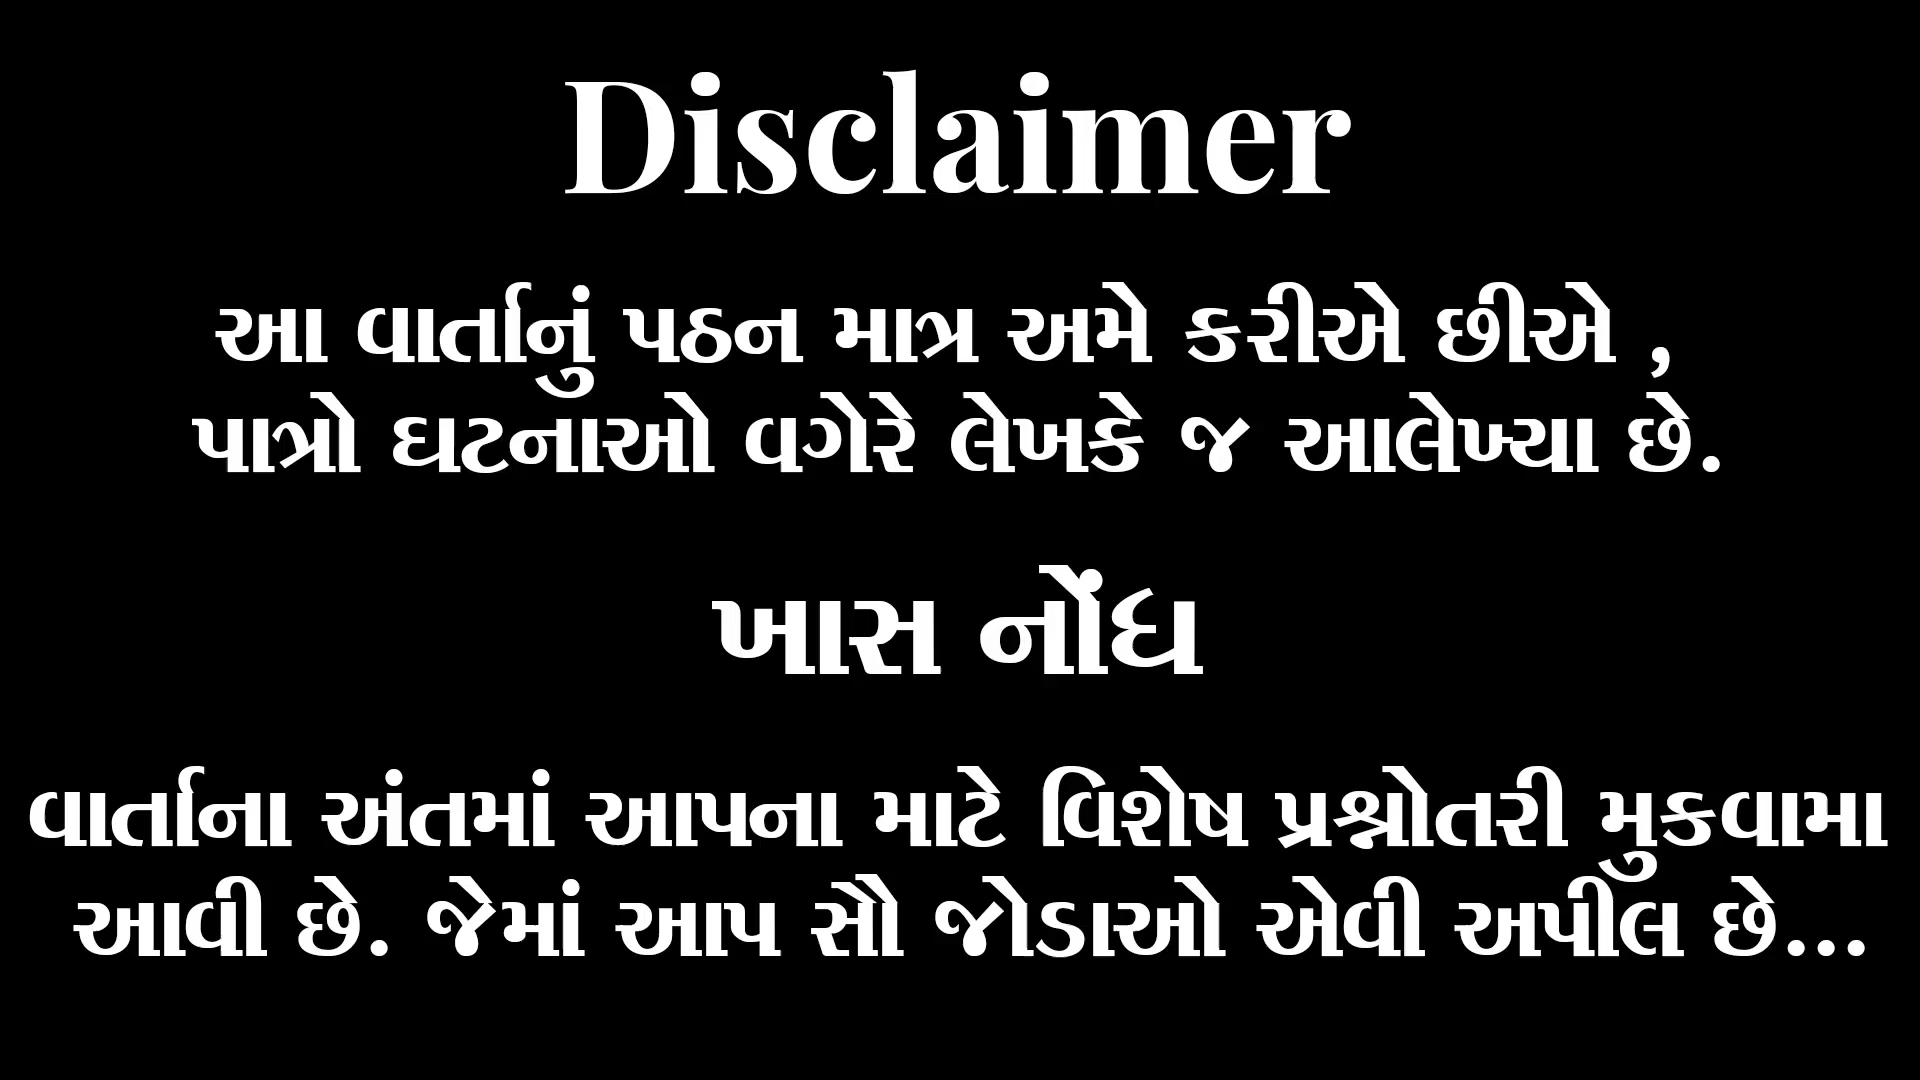 Disclaimer
આ વાર્તાનું પઠન માત્ર અમે કરીએ છીએ ,
પાત્રો ઘટનાઓ વગેરે લેખકે જ આલેખ્યા છે.
ખાસ નોંધ
વાર્તાના અંતમાં આપના માટે વિશેષ પ્રશ્નોતરી મુકવામા
આવી છે. જેમાં આપ સૌ જોડાઓ એવી અપીલ છે...